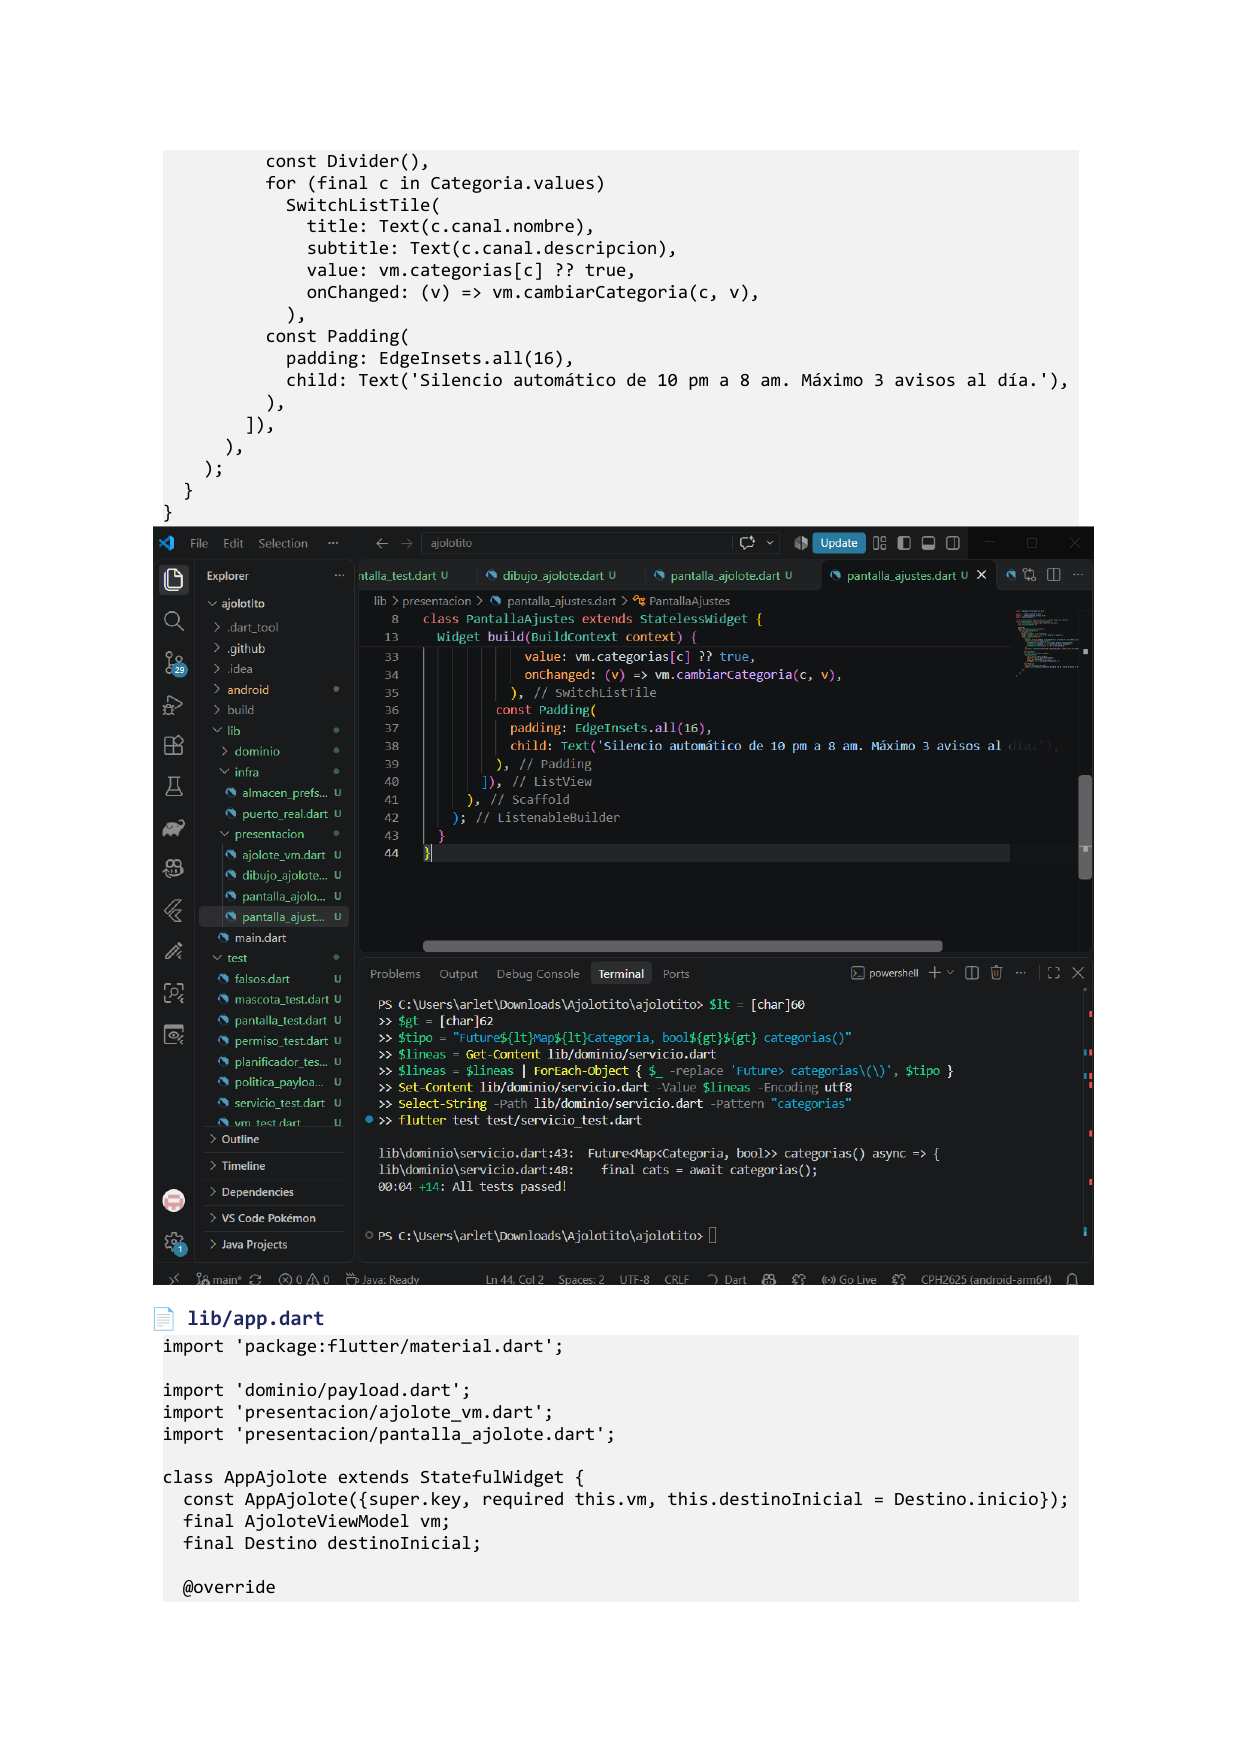 const Divider(),
for (final c in Categoria.values)
SwitchListTile(
title: Text(c.canal.nombre),
subtitle: Text(c.canal.descripcion),
value: vm.categorias[c] ?? true,
onChanged: (v) => vm.cambiarCategoria(c, v),
),
const Padding(
padding: EdgeInsets.all(16),
child: Text('Silencio automático de 10 pm a 8 am. Máximo 3 avisos al día.'),
),
]),
),
);
}
}
File Edit Selection ··· ajolotito Update
Explorer ···
ntalla_test.dart U dibujo_ajolote.dart U pantalla_ajolote.dart U pantalla_ajustes.dart U
lib > presentacion > pantalla_ajustes.dart > PantallaAjustes
ajolotito
.dart_tool
.github
.idea
android
build
lib
dominio
infra
almacen_prefs... U
puerto_real.dart U
presentacion
ajolote_vm.dart U
dibujo_ajolote... U
pantalla_ajolo... U
pantalla_ajust... U
main.dart
test
falsos.dart U
mascota_test.dart U
pantalla_test.dart U
permiso_test.dart U
planificador_tes... U
politica_payloa... U
servicio_test.dart U
vm_test.dart U
Outline
Timeline
Dependencies
VS Code Pokémon
Java Projects
29
1
8 class PantallaAjustes extends StatelessWidget {
13 Widget build(BuildContext context) {
33 value: vm.categorias[c] ?? true,
34 onChanged: (v) => vm.cambiarCategoria(c, v),
35 ), // SwitchListTile
36 const Padding(
37 padding: EdgeInsets.all(16),
38 child: Text('Silencio automático de 10 pm a 8 am. Máximo 3 avisos al día.'),
39 ), // Padding
40 ]), // ListView
41 ), // Scaffold
42 ); // ListenableBuilder
43 }
44 }
Problems Output Debug Console Terminal Ports powershell
PS C:\Users\arlet\Downloads\Ajolotito\ajolotito> $lt = [char]60
>> $gt = [char]62
>> $tipo = "Future${lt}Map${lt}Categoria, bool${gt}${gt} categorias()"
>> $lineas = Get-Content lib/dominio/servicio.dart
>> $lineas = $lineas | ForEach-Object { $_ -replace 'Future> categorias\(\)', $tipo }
>> Set-Content lib/dominio/servicio.dart -Value $lineas -Encoding utf8
>> Select-String -Path lib/dominio/servicio.dart -Pattern "categorias"
>> flutter test test/servicio_test.dart
lib\dominio\servicio.dart:43: Future<Map<Categoria, bool>> categorias() async => {
lib\dominio\servicio.dart:48: final cats = await categorias();
00:04 +14: All tests passed!
PS C:\Users\arlet\Downloads\Ajolotito\ajolotito>
main* 0 0 Java: Ready Ln 44, Col 2 Spaces: 2 UTF-8 CRLF Dart Go Live CPH2625 (android-arm64)
lib/app.dart
import 'package:flutter/material.dart';
import 'dominio/payload.dart';
import 'presentacion/ajolote_vm.dart';
import 'presentacion/pantalla_ajolote.dart';
class AppAjolote extends StatefulWidget {
const AppAjolote({super.key, required this.vm, this.destinoInicial = Destino.inicio});
final AjoloteViewModel vm;
final Destino destinoInicial;
@override